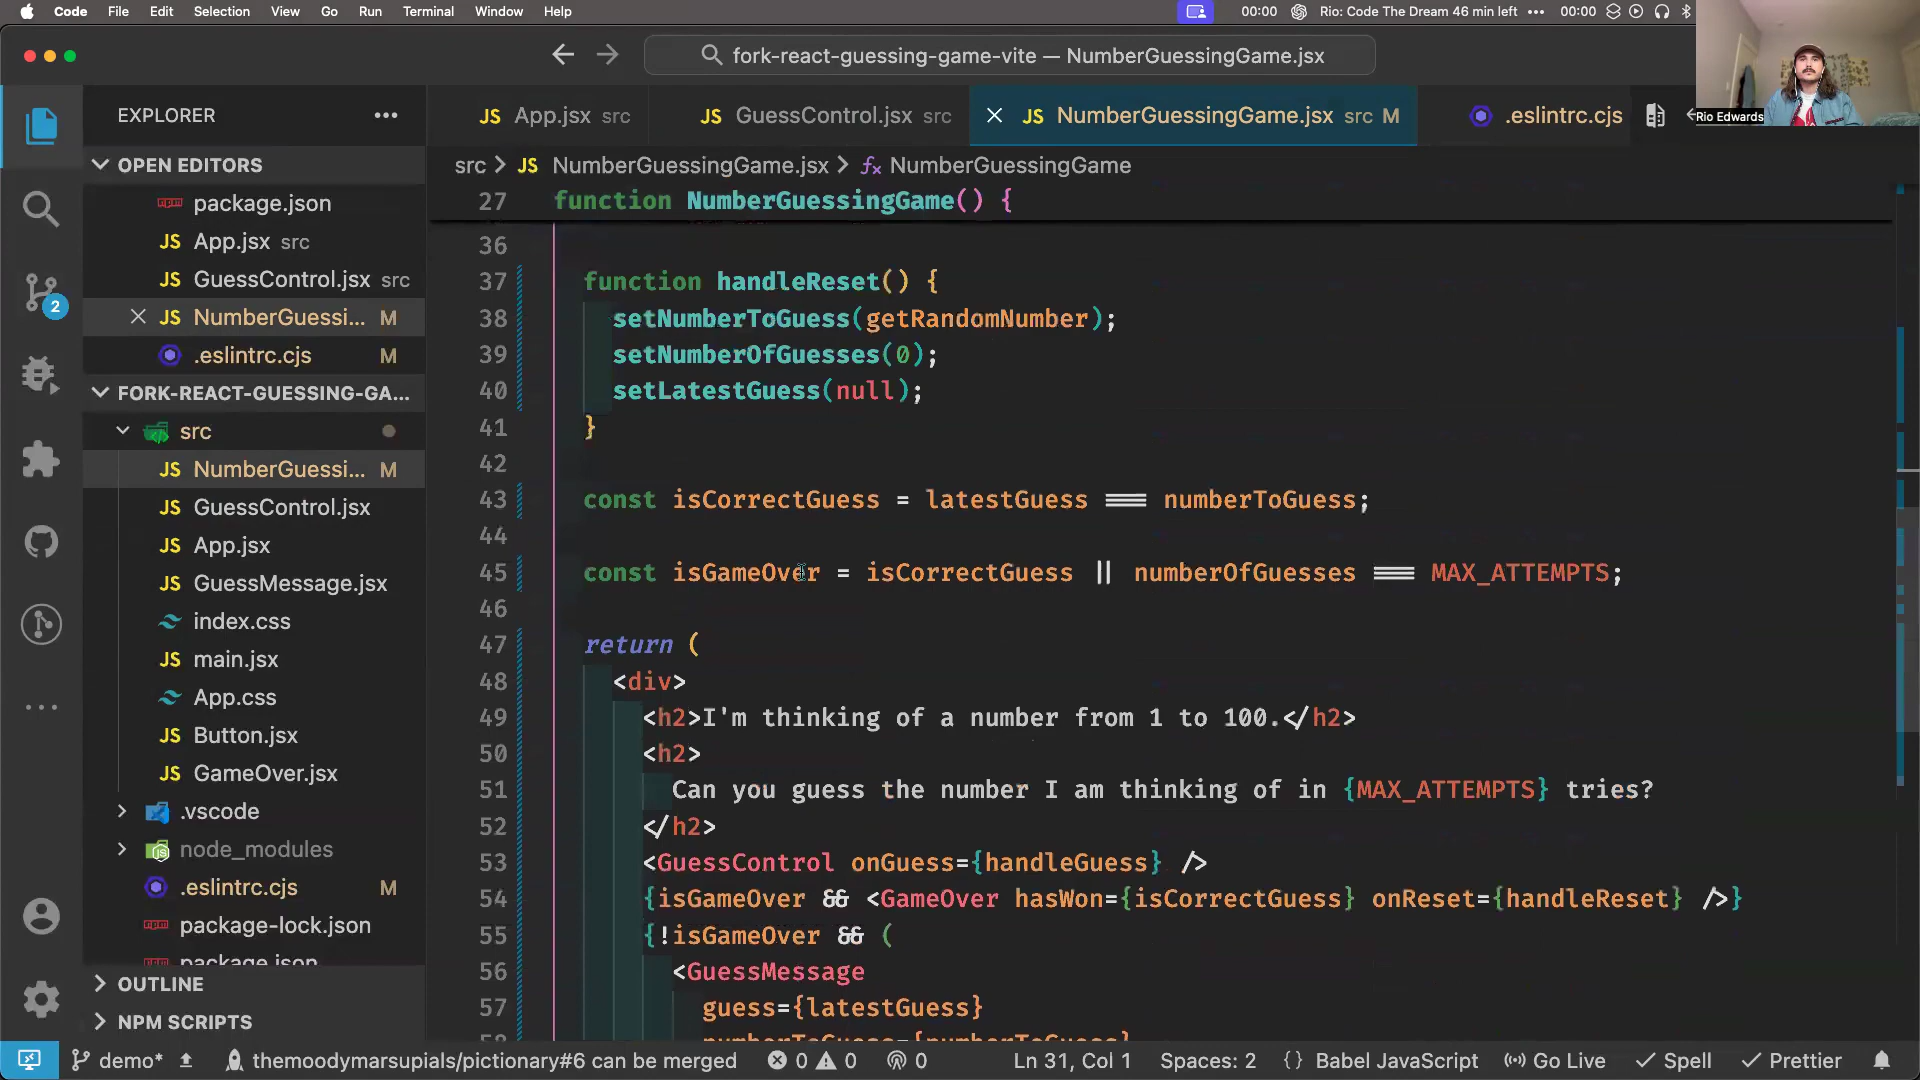 Code File Edit Selection View Go Run Terminal Window Help 00:00 Rio: Code The Dream 46 min left ••• 00:00
fork-react-guessing-game-vite — NumberGuessingGame.jsx
Rio Edwards
EXPLORER
JS App.jsx src
JS GuessControl.jsx src
JS NumberGuessingGame.jsx src M
.eslintrc.cjs
OPEN EDITORS
package.json
JS App.jsx src
JS GuessControl.jsx src
JS NumberGuessi... M
.eslintrc.cjs M
FORK-REACT-GUESSING-GA...
src
JS NumberGuessi... M
JS GuessControl.jsx
JS App.jsx
JS GuessMessage.jsx
index.css
JS main.jsx
App.css
JS Button.jsx
JS GameOver.jsx
.vscode
node_modules
.eslintrc.cjs M
package-lock.json
package.json
OUTLINE
NPM SCRIPTS
2
src > JS NumberGuessingGame.jsx > NumberGuessingGame
27 function NumberGuessingGame() {
36
37 function handleReset() {
38 setNumberToGuess(getRandomNumber);
39 setNumberOfGuesses(0);
40 setLatestGuess(null);
41 }
42
43 const isCorrectGuess = latestGuess === numberToGuess;
44
45 const isGameOver = isCorrectGuess || numberOfGuesses === MAX_ATTEMPTS;
46
47 return (
48 <div>
49 <h2>I'm thinking of a number from 1 to 100.</h2>
50 <h2>
51 Can you guess the number I am thinking of in {MAX_ATTEMPTS} tries?
52 </h2>
53 <GuessControl onGuess={handleGuess} />
54 {isGameOver && <GameOver hasWon={isCorrectGuess} onReset={handleReset} />}
55 {!isGameOver && (
56 <GuessMessage
57 guess={latestGuess}
58 numberToGuess={numberToGuess}
demo* themoodymarsupials/pictionary#6 can be merged 0 0 0 Ln 31, Col 1 Spaces: 2 {} Babel JavaScript Go Live Spell Prettier